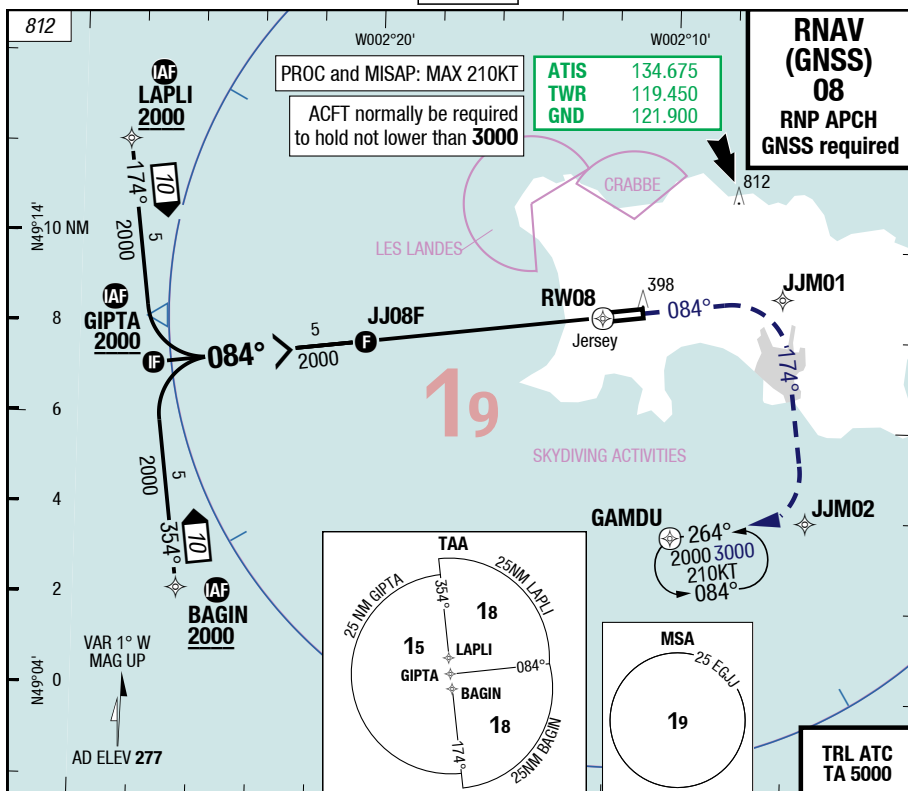 812
W002°20'
W002°10'
RNAV
(GNSS)
08
RNP APCH
GNSS required
IAF
LAPLI
2000
PROC and MISAP: MAX 210KT
ACFT normally be required
to hold not lower than 3000
ATIS 134.675
TWR 119.450
GND 121.900
174°
10
5
2000
CRABBE
812
LES LANDES
N49°14'
10 NM
8
6
4
2
0
N49°04'
IAF
GIPTA
2000
IF
084°
5
2000
JJ08F
F
RW08
Jersey
398
084°
JJM01
174°
19
SKYDIVING ACTIVITIES
5
2000
354°
10
IAF
BAGIN
2000
GAMDU
264°
2000 3000
210KT
084°
JJM02
VAR 1° W
MAG UP
AD ELEV 277
TAA
25 NM GIPTA
25NM LAPLI
354°
18
15
LAPLI
GIPTA
084°
BAGIN
18
174°
25NM BAGIN
MSA
25 EGJJ
19
TRL ATC
TA 5000